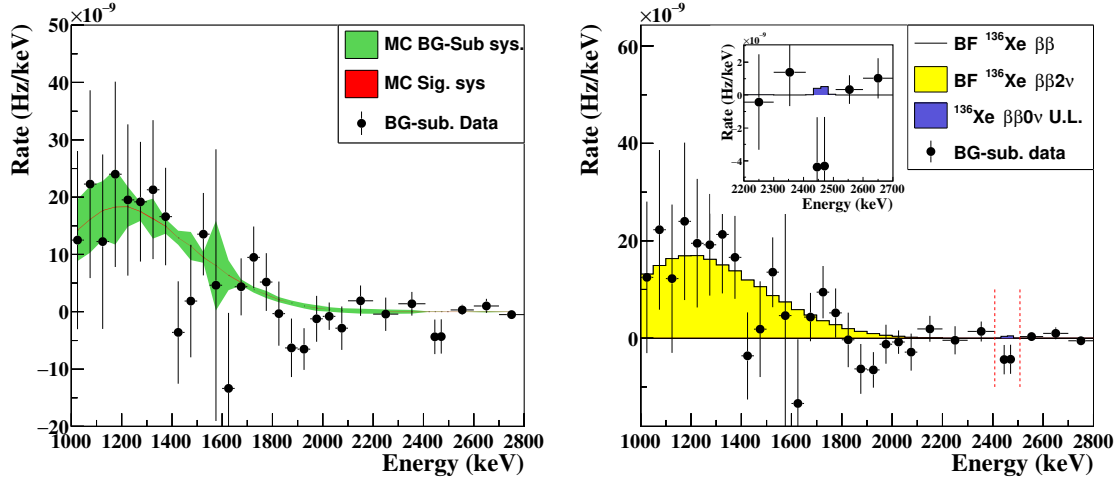 ×10⁻⁹
50
40
30
20
10
0
−10
−20
1000 1200 1400 1600 1800 2000 2200 2400 2600 2800
Energy (keV)
Rate (Hz/keV)
MC BG-Sub sys.
MC Sig. sys
BG-sub. Data
×10⁻⁹
60
40
20
0
1000 1200 1400 1600 1800 2000 2200 2400 2600 2800
Energy (keV)
Rate (Hz/keV)
×10⁻⁹
2
0
−2
−4
2200 2300 2400 2500 2600 2700
Energy (keV)
Rate (Hz/keV)
BF ¹³⁶Xe ββ
BF ¹³⁶Xe ββ2ν
¹³⁶Xe ββ0ν U.L.
BG-sub. data